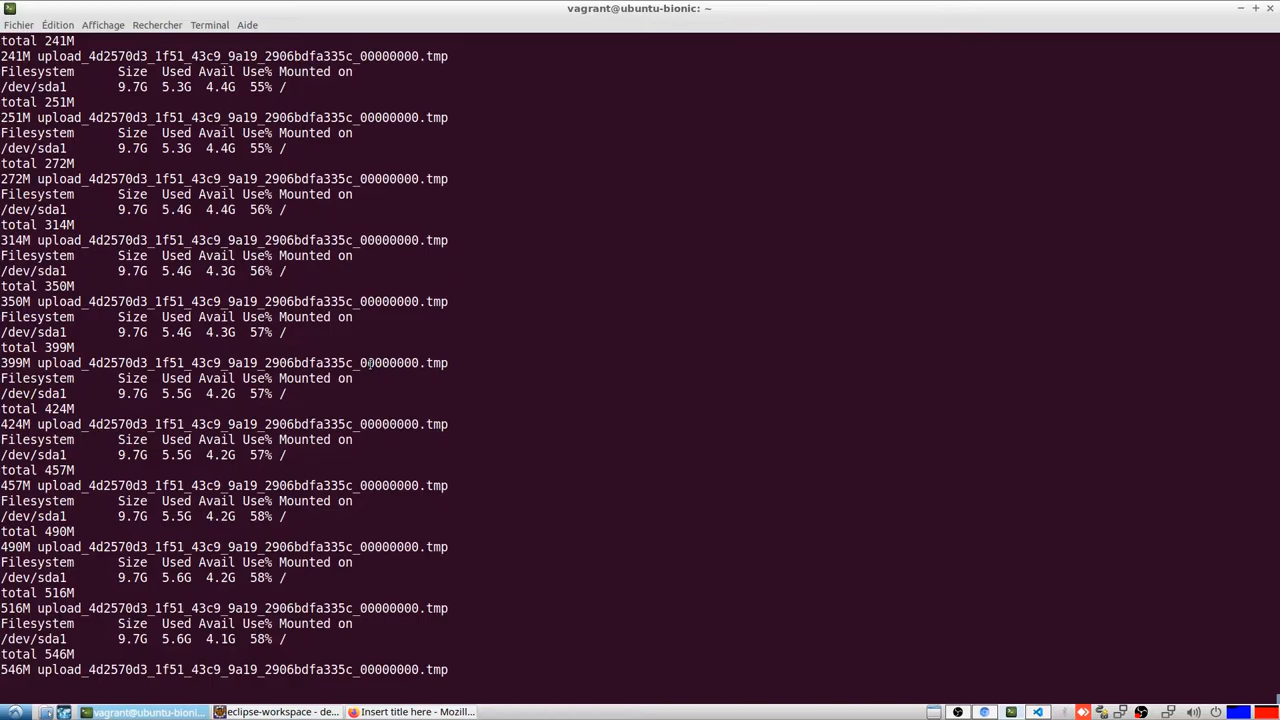 vagrant@ubuntu-bionic: ~
Fichier Édition Affichage Rechercher Terminal Aide
total 241M
241M upload_4d2570d3_1f51_43c9_9a19_2906bdfa335c_00000000.tmp
Filesystem Size Used Avail Use% Mounted on
/dev/sda1 9.7G 5.3G 4.4G 55% /
total 251M
251M upload_4d2570d3_1f51_43c9_9a19_2906bdfa335c_00000000.tmp
Filesystem Size Used Avail Use% Mounted on
/dev/sda1 9.7G 5.3G 4.4G 55% /
total 272M
272M upload_4d2570d3_1f51_43c9_9a19_2906bdfa335c_00000000.tmp
Filesystem Size Used Avail Use% Mounted on
/dev/sda1 9.7G 5.4G 4.4G 56% /
total 314M
314M upload_4d2570d3_1f51_43c9_9a19_2906bdfa335c_00000000.tmp
Filesystem Size Used Avail Use% Mounted on
/dev/sda1 9.7G 5.4G 4.3G 56% /
total 350M
350M upload_4d2570d3_1f51_43c9_9a19_2906bdfa335c_00000000.tmp
Filesystem Size Used Avail Use% Mounted on
/dev/sda1 9.7G 5.4G 4.3G 57% /
total 399M
399M upload_4d2570d3_1f51_43c9_9a19_2906bdfa335c_00000000.tmp
Filesystem Size Used Avail Use% Mounted on
/dev/sda1 9.7G 5.5G 4.2G 57% /
total 424M
424M upload_4d2570d3_1f51_43c9_9a19_2906bdfa335c_00000000.tmp
Filesystem Size Used Avail Use% Mounted on
/dev/sda1 9.7G 5.5G 4.2G 57% /
total 457M
457M upload_4d2570d3_1f51_43c9_9a19_2906bdfa335c_00000000.tmp
Filesystem Size Used Avail Use% Mounted on
/dev/sda1 9.7G 5.5G 4.2G 58% /
total 490M
490M upload_4d2570d3_1f51_43c9_9a19_2906bdfa335c_00000000.tmp
Filesystem Size Used Avail Use% Mounted on
/dev/sda1 9.7G 5.6G 4.2G 58% /
total 516M
516M upload_4d2570d3_1f51_43c9_9a19_2906bdfa335c_00000000.tmp
Filesystem Size Used Avail Use% Mounted on
/dev/sda1 9.7G 5.6G 4.1G 58% /
total 546M
546M upload_4d2570d3_1f51_43c9_9a19_2906bdfa335c_00000000.tmp
vagrant@ubuntu-bioni... eclipse-workspace - de... Insert title here - Mozill...